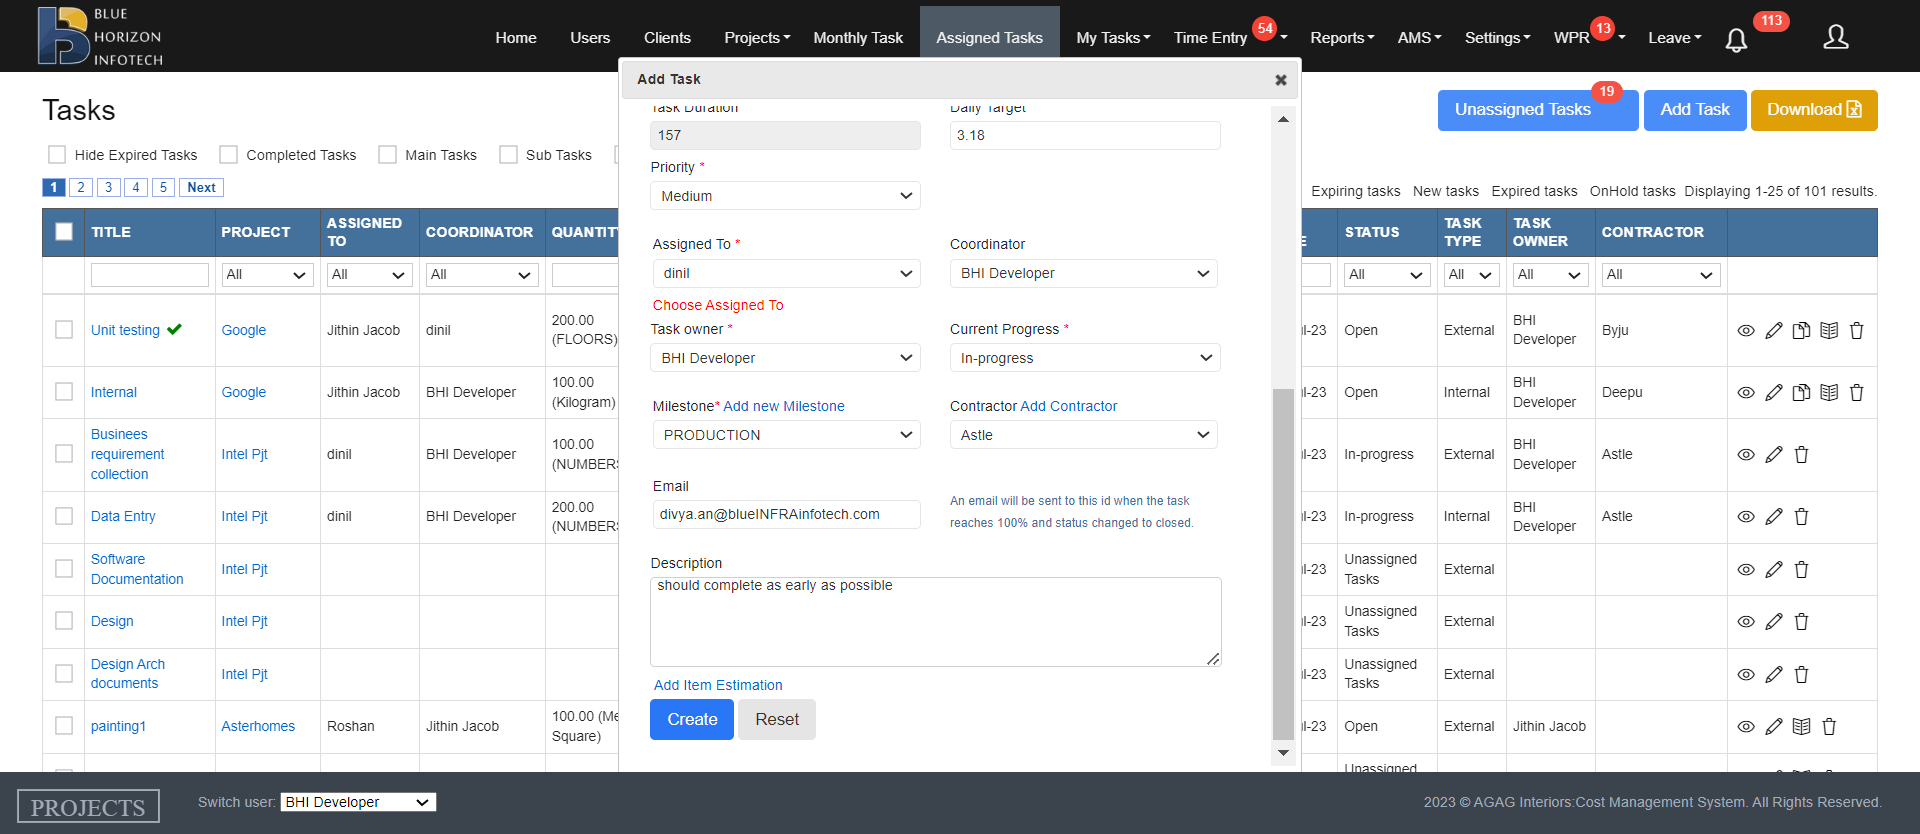 BLUE
HORIZON
INFOTECH
Home Users Clients Projects Monthly Task Assigned Tasks My Tasks Time Entry 54 Reports AMS Settings WPR 13 Leave 113
Add Task
Tasks
Unassigned Tasks 19 Add Task Download
Hide Expired Tasks Completed Tasks Main Tasks Sub Tasks
1 2 3 4 5 Next
Expiring tasks New tasks Expired tasks OnHold tasks Displaying 1-25 of 101 results.
Task Duration Daily Target
157 3.18
Priority *
Medium
Assigned To * Coordinator
dinil BHI Developer
Choose Assigned To
Task owner * Current Progress *
BHI Developer In-progress
Milestone* Add new Milestone Contractor Add Contractor
PRODUCTION Astle
Email
divya.an@blueINFRAinfotech.com
An email will be sent to this id when the task
reaches 100% and status changed to closed.
Description
should complete as early as possible
Add Item Estimation
Create Reset
TITLE PROJECT ASSIGNED TO COORDINATOR QUANTITY E STATUS TASK TYPE TASK OWNER CONTRACTOR
All All All All All All All
Unit testing Google Jithin Jacob dinil 200.00 (FLOORS) l-23 Open External BHI Developer Byju
Internal Google Jithin Jacob BHI Developer 100.00 (Kilogram) l-23 Open Internal BHI Developer Deepu
Businees requirement collection Intel Pjt dinil BHI Developer 100.00 (NUMBERS l-23 In-progress External BHI Developer Astle
Data Entry Intel Pjt dinil BHI Developer 200.00 (NUMBERS l-23 In-progress Internal BHI Developer Astle
Software Documentation Intel Pjt l-23 Unassigned Tasks External
Design Intel Pjt l-23 Unassigned Tasks External
Design Arch documents Intel Pjt l-23 Unassigned Tasks External
painting1 Asterhomes Roshan Jithin Jacob 100.00 (Me Square) l-23 Open External Jithin Jacob
Unassigned
PROJECTS Switch user: BHI Developer 2023 © AGAG Interiors:Cost Management System. All Rights Reserved.